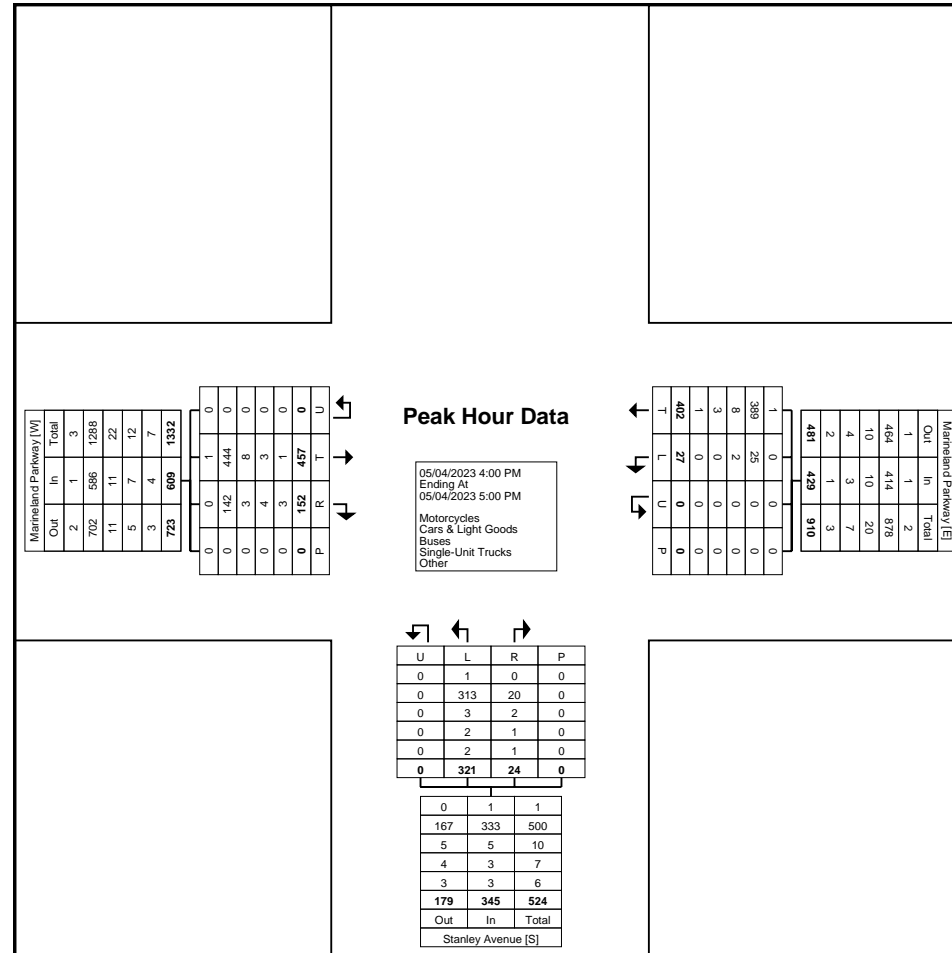 Peak Hour Data
05/04/2023 4:00 PM
Ending At
05/04/2023 5:00 PM
Motorcycles
Cars & Light Goods
Buses
Single-Unit Trucks
Other
Marineland Parkway [W]
Total 3 1288 22 12 7 1332
In 1 586 11 7 4 609
Out 2 702 11 5 3 723
0 0 0 0 0 0 U
1 444 8 3 1 457 T
0 142 3 4 3 152 R
0 0 0 0 0 0 P
T 402 1 3 8 389 1
L 27 0 0 2 25 0
U 0 0 0 0 0 0
P 0 0 0 0 0 0
481 2 4 10 464 1 Out
429 1 3 10 414 1 In
910 3 7 20 878 2 Total
Marineland Parkway [E]
U L R P
0 1 0 0
0 313 20 0
0 3 2 0
0 2 1 0
0 2 1 0
0 321 24 0
0 1 1
167 333 500
5 5 10
4 3 7
3 3 6
179 345 524
Out In Total
Stanley Avenue [S]